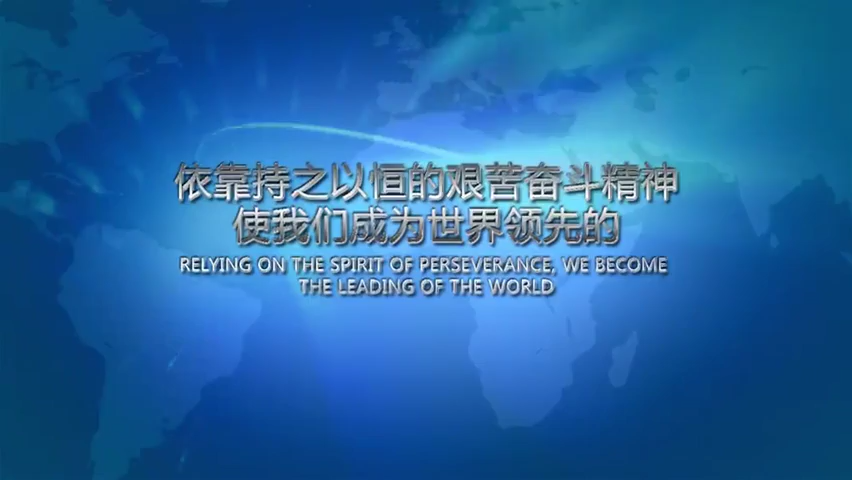 依靠持之以恒的艰苦奋斗精神
使我们成为世界领先的
RELYING ON THE SPIRIT OF PERSEVERANCE, WE BECOME
THE LEADING OF THE WORLD